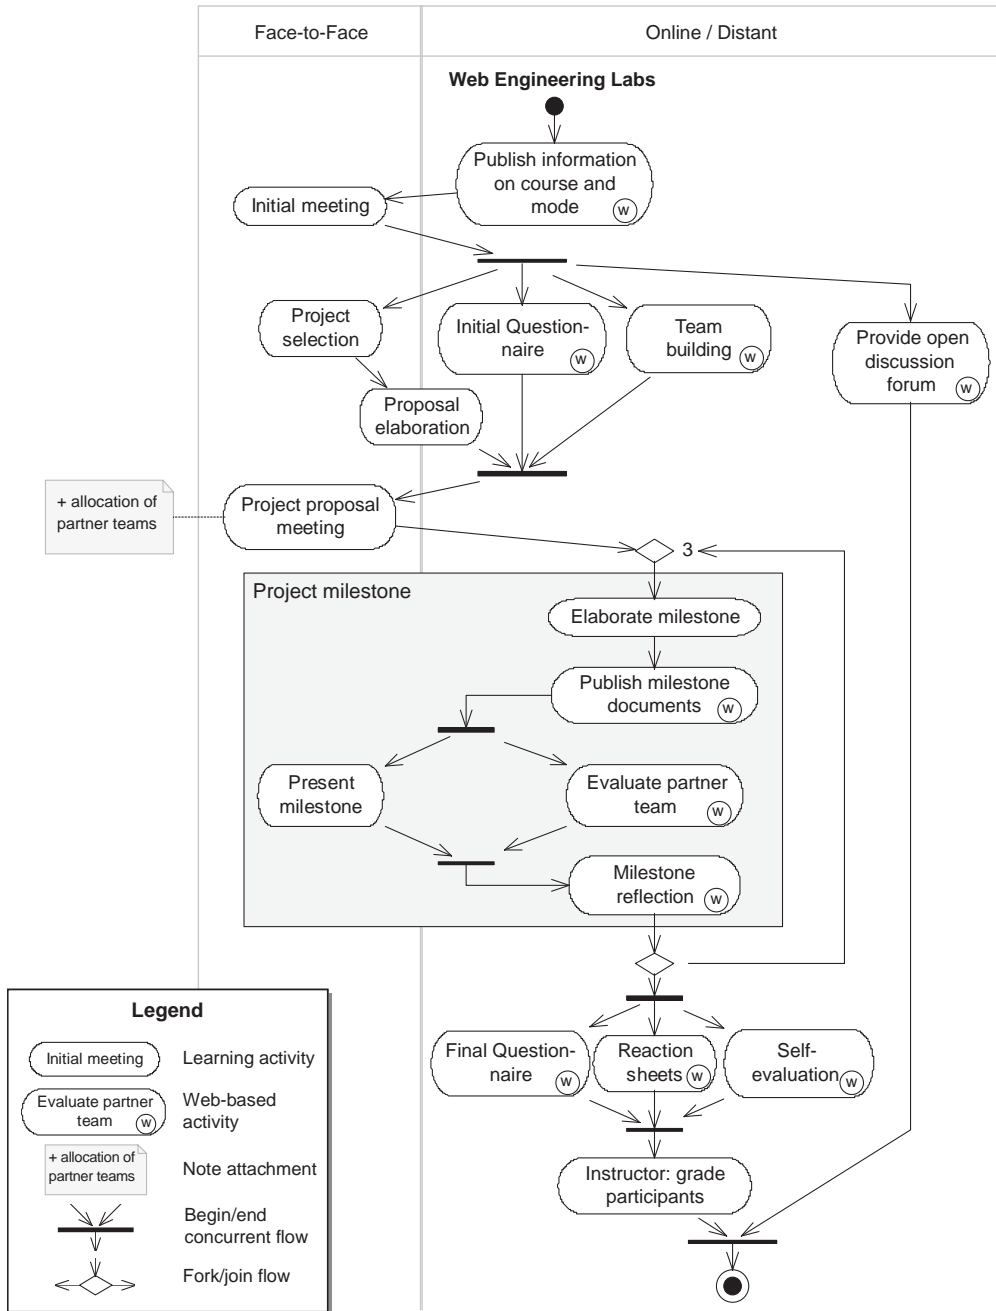 Face-to-Face
Online / Distant
Web Engineering Labs
Publish information
on course and
mode
W
Initial meeting
Project
selection
Initial Question-
naire
W
Team
building
W
Provide open
discussion
forum
W
Proposal
elaboration
+ allocation of
partner teams
Project proposal
meeting
3
Project milestone
Elaborate milestone
Publish milestone
documents
W
Present
milestone
Evaluate partner
team
W
Milestone
reflection
W
Final Question-
naire
W
Reaction
sheets
W
Self-
evaluation
W
Instructor: grade
participants
Legend
Initial meeting
Learning activity
Evaluate partner
team
W
Web-based
activity
+ allocation of
partner teams
Note attachment
Begin/end
concurrent flow
Fork/join flow